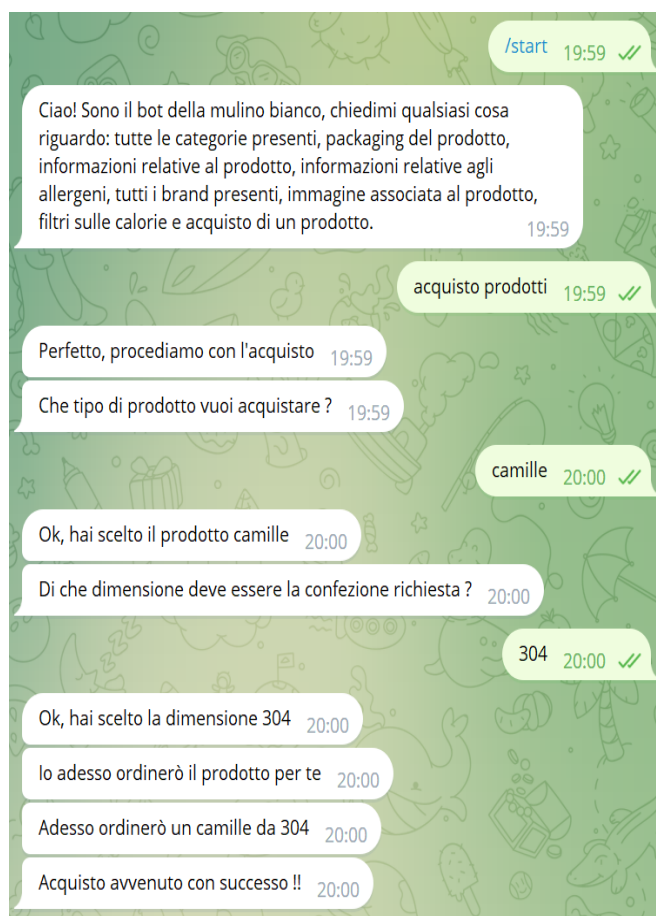 /start 19:59
Ciao! Sono il bot della mulino bianco, chiedimi qualsiasi cosa
riguardo: tutte le categorie presenti, packaging del prodotto,
informazioni relative al prodotto, informazioni relative agli
allergeni, tutti i brand presenti, immagine associata al prodotto,
filtri sulle calorie e acquisto di un prodotto. 19:59
acquisto prodotti 19:59
Perfetto, procediamo con l'acquisto 19:59
Che tipo di prodotto vuoi acquistare ? 19:59
camille 20:00
Ok, hai scelto il prodotto camille 20:00
Di che dimensione deve essere la confezione richiesta ? 20:00
304 20:00
Ok, hai scelto la dimensione 304 20:00
Io adesso ordinerò il prodotto per te 20:00
Adesso ordinerò un camille da 304 20:00
Acquisto avvenuto con successo !! 20:00